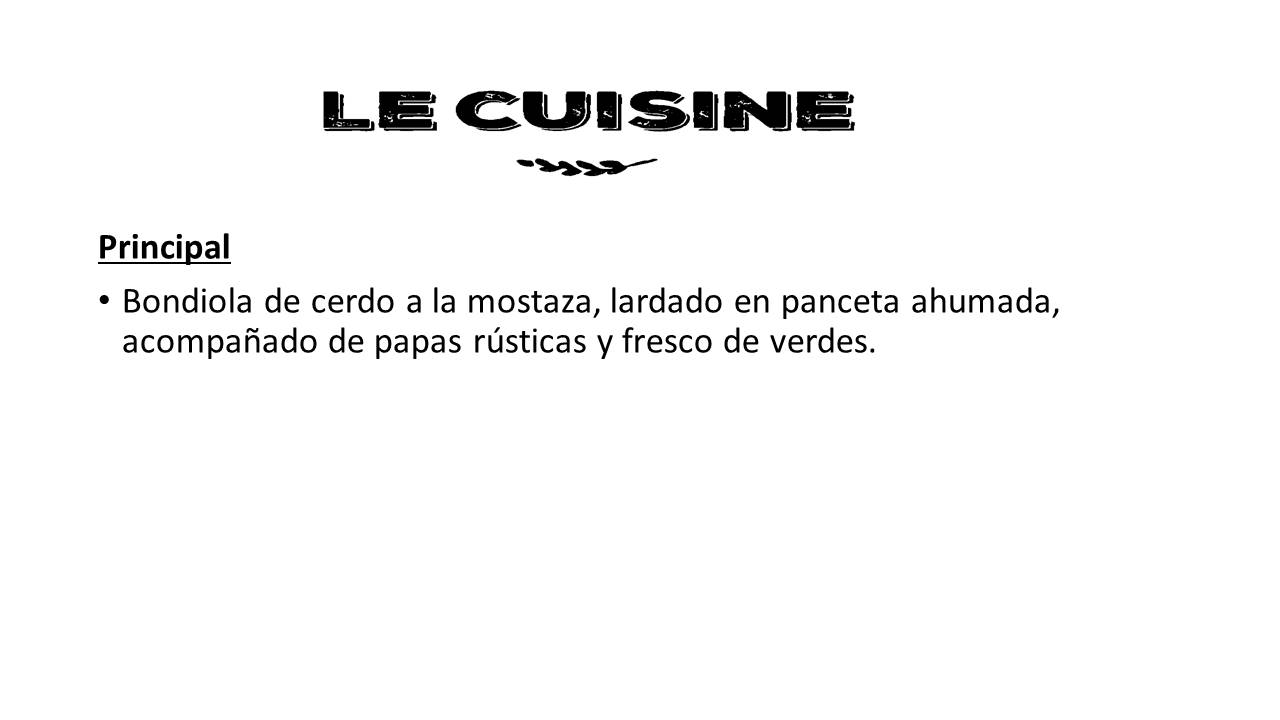 LE CUISINE
Principal
• Bondiola de cerdo a la mostaza, lardado en panceta ahumada,
acompañado de papas rústicas y fresco de verdes.